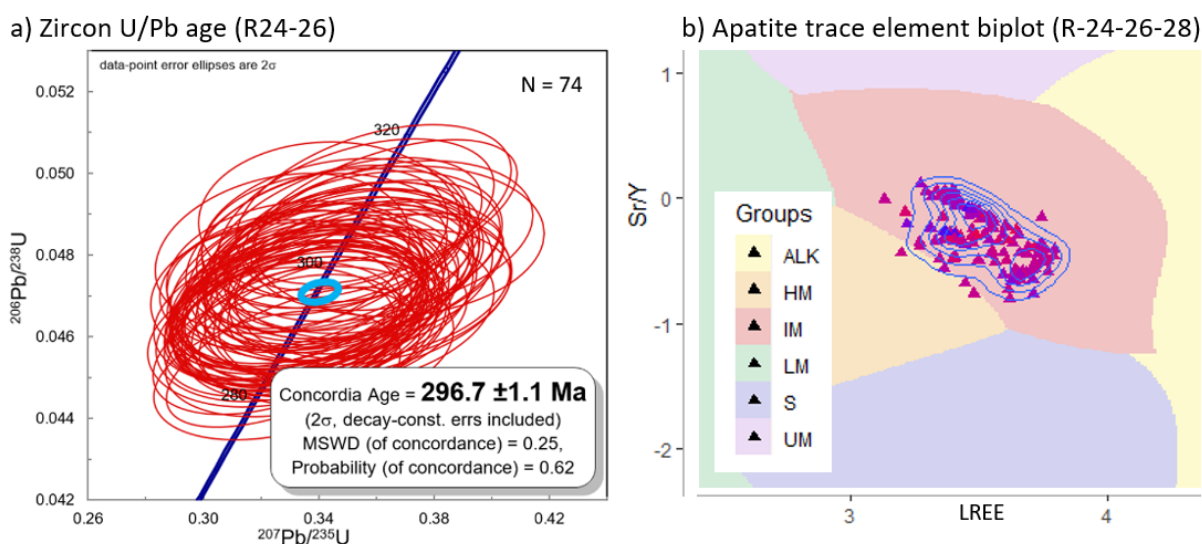 a) Zircon U/Pb age (R24-26)
data-point error ellipses are 2σ
N = 74
0.052
0.050
0.048
0.046
0.044
0.042
²⁰⁶Pb/²³⁸U
320
300
280
Concordia Age = 296.7 ±1.1 Ma
(2σ, decay-const. errs included)
MSWD (of concordance) = 0.25,
Probability (of concordance) = 0.62
0.26 0.30 0.34 0.38 0.42
²⁰⁷Pb/²³⁵U
b) Apatite trace element biplot (R-24-26-28)
1
0
-1
-2
Sr/Y
Groups
ALK
HM
IM
LM
S
UM
3 4
LREE